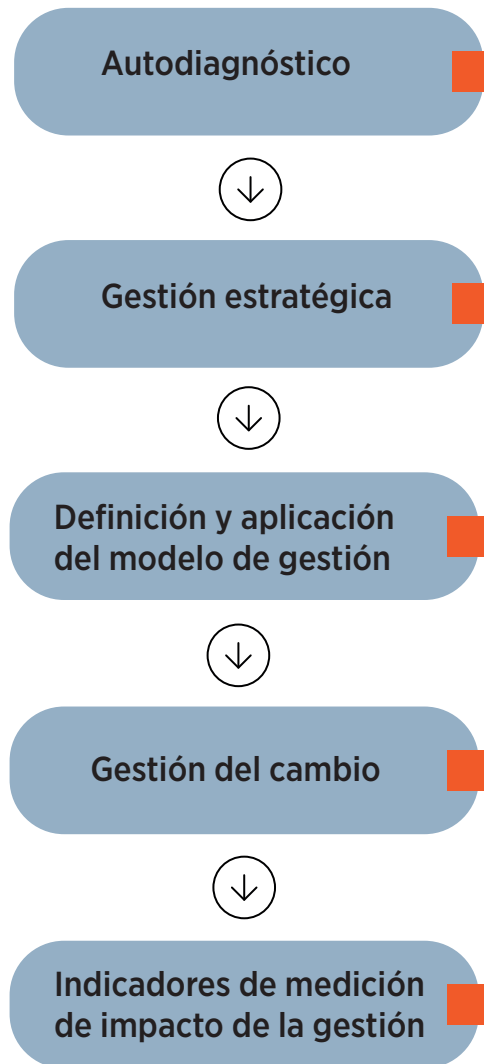 Autodiagnóstico
Gestión estratégica
Definición y aplicación
del modelo de gestión
Gestión del cambio
Indicadores de medición
de impacto de la gestión